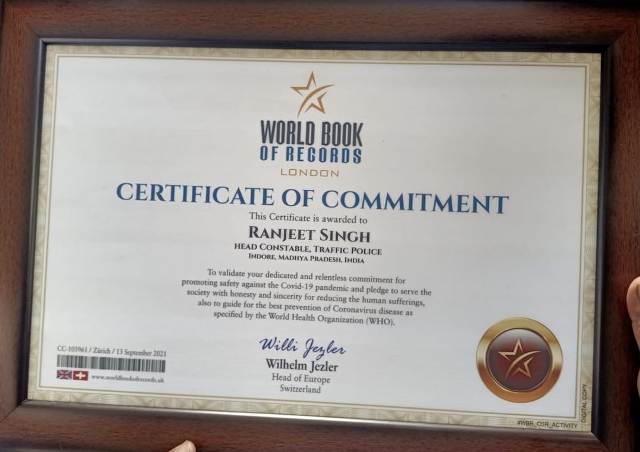 WORLD BOOK
OF RECORDS
LONDON
CERTIFICATE OF COMMITMENT
This Certificate is awarded to
RANJEET SINGH
HEAD CONSTABLE, TRAFFIC POLICE
INDORE, MADHYA PRADESH, INDIA
To validate your dedicated and relentless commitment for
promoting safety against the Covid-19 pandemic and pledge to serve the
society with honesty and sincerity for reducing the human sufferings,
also to guide for the best prevention of Coronavirus disease as
specified by the World Health Organization (WHO).
Willi Jezler
Wilhelm Jezler
Head of Europe
Switzerland
CC-103961 / Zürich / 13 September 2021
www.worldbookofrecords.uk
#WBR_CSR_ACTIVITY
DIGITAL COPY